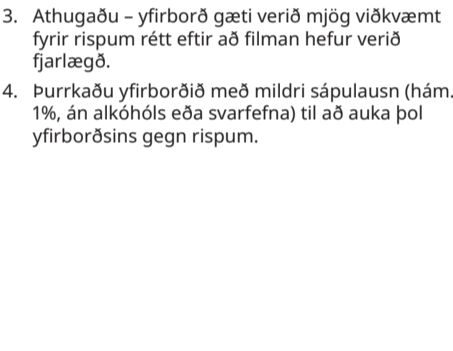 3. Athugaðu – yfirborð gæti verið mjög viðkvæmt
fyrir rispum rétt eftir að filman hefur verið
fjarlægð.
4. Þurrkaðu yfirborðið með mildri sápulausn (hám.
1%, án alkóhóls eða svarfefna) til að auka þol
yfirborðsins gegn rispum.